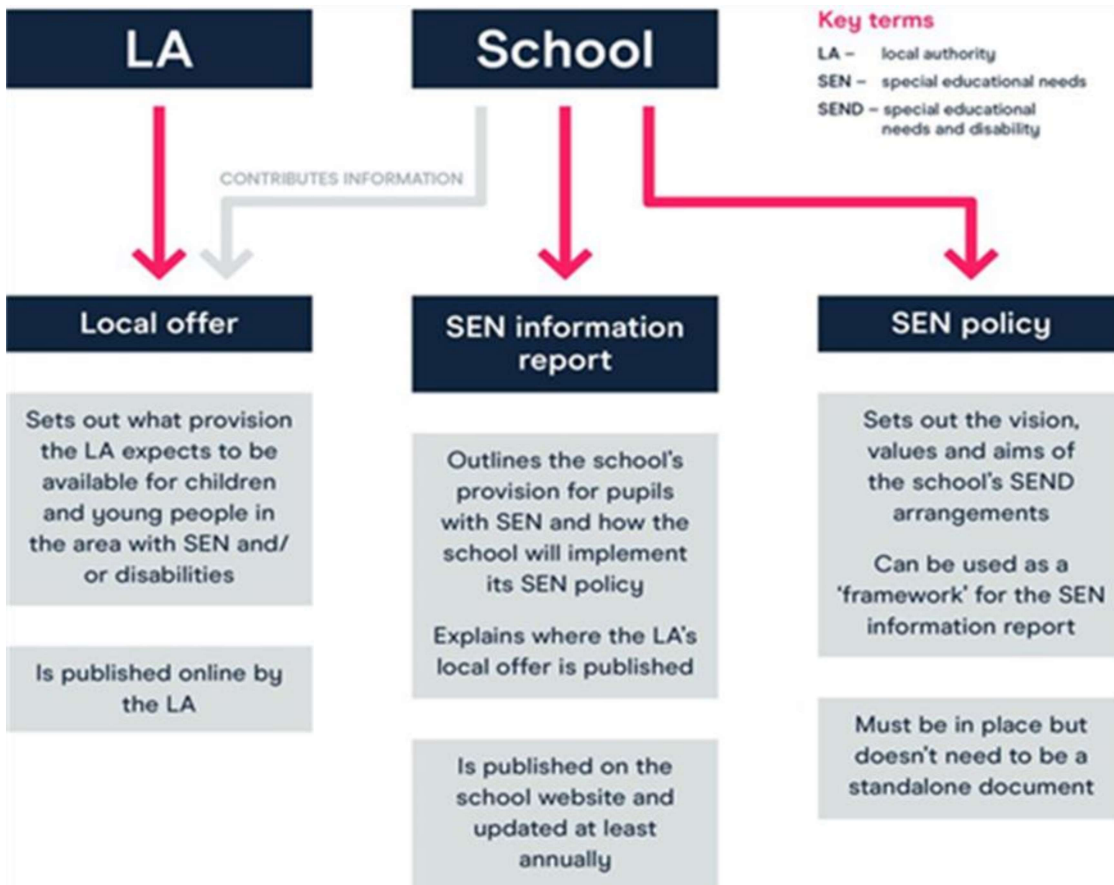 LA
School
Key terms
LA – local authority
SEN – special educational needs
SEND – special educational
needs and disability
CONTRIBUTES INFORMATION
Local offer
Sets out what provision
the LA expects to be
available for children
and young people in
the area with SEN and/
or disabilities
Is published online by
the LA
SEN information
report
Outlines the school's
provision for pupils
with SEN and how the
school will implement
its SEN policy
Explains where the LA's
local offer is published
Is published on the
school website and
updated at least
annually
SEN policy
Sets out the vision,
values and aims of
the school's SEND
arrangements
Can be used as a
'framework' for the SEN
information report
Must be in place but
doesn't need to be a
standalone document